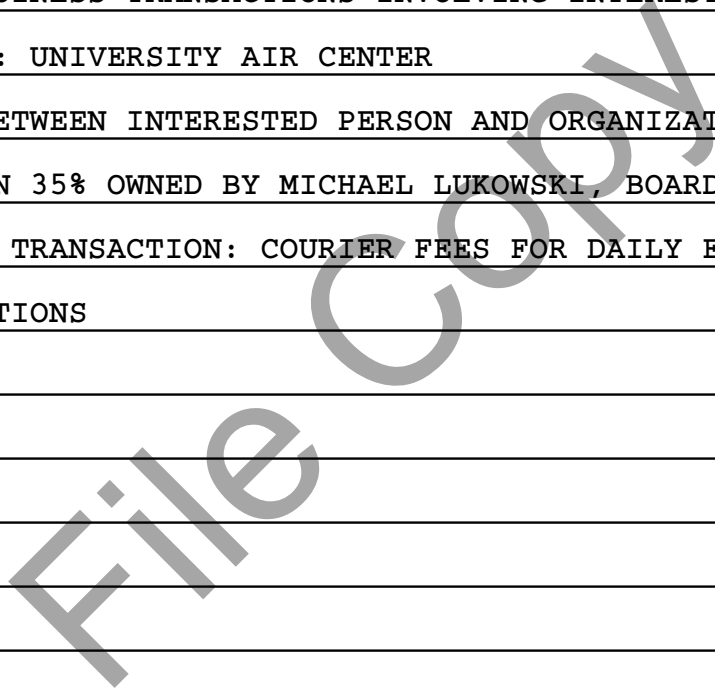 BUSINESS TRANSACTIONS INVOLVING INTEREST
: UNIVERSITY AIR CENTER
ETWEEN INTERESTED PERSON AND ORGANIZAT
N 35% OWNED BY MICHAEL LUKOWSKI, BOARD
TRANSACTION: COURIER FEES FOR DAILY E
TIONS
File Copy